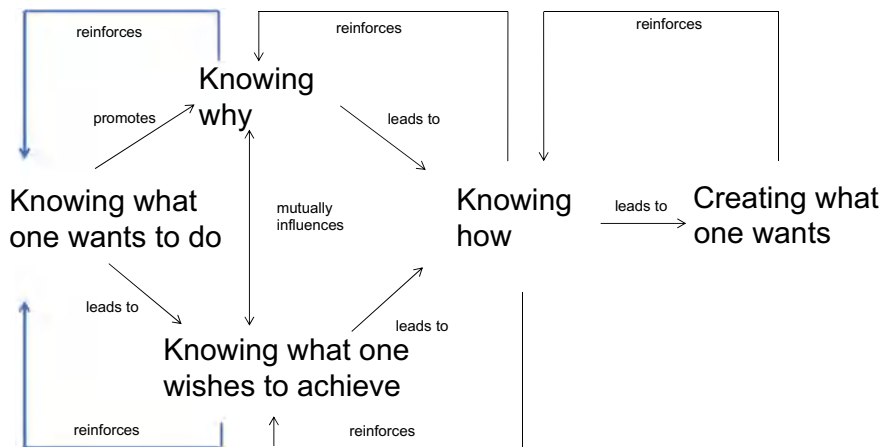 reinforces
reinforces
reinforces
Knowing
why
promotes
leads to
Knowing what
one wants to do
mutually
influences
Knowing
how
leads to
Creating what
one wants
leads to
leads to
Knowing what one
wishes to achieve
reinforces
reinforces